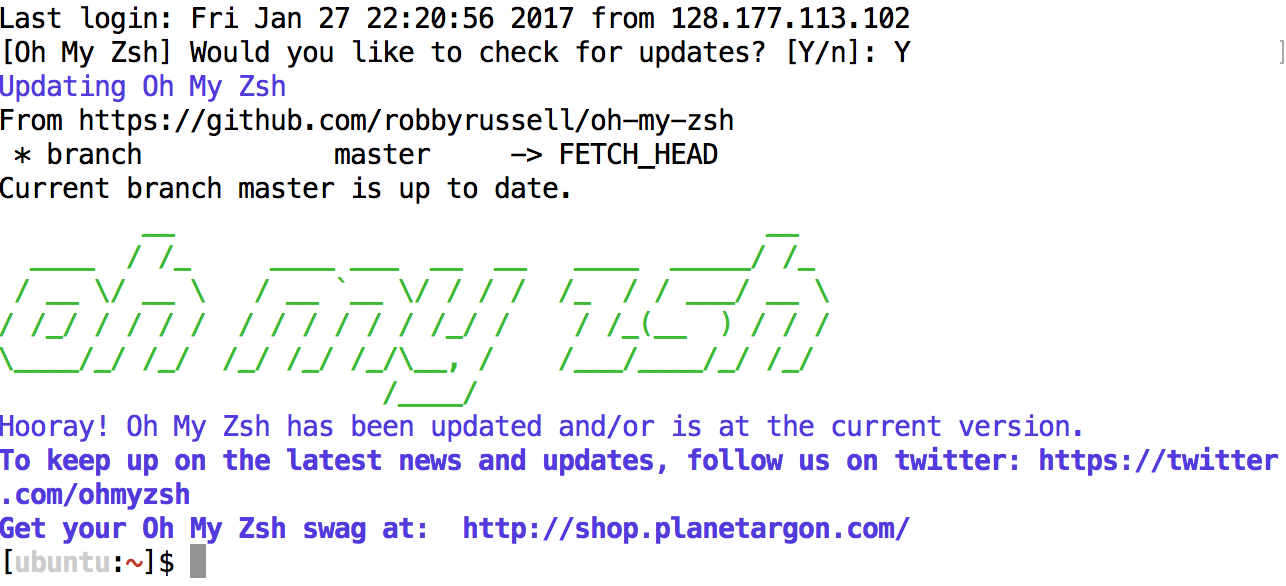 Last login: Fri Jan 27 22:20:56 2017 from 128.177.113.102
[Oh My Zsh] Would you like to check for updates? [Y/n]: Y ]
Updating Oh My Zsh
From https://github.com/robbyrussell/oh-my-zsh
 * branch            master     -> FETCH_HEAD
Current branch master is up to date.
oh my zsh
Hooray! Oh My Zsh has been updated and/or is at the current version.
To keep up on the latest news and updates, follow us on twitter: https://twitter
.com/ohmyzsh
Get your Oh My Zsh swag at:  http://shop.planetargon.com/
[ubuntu:~]$